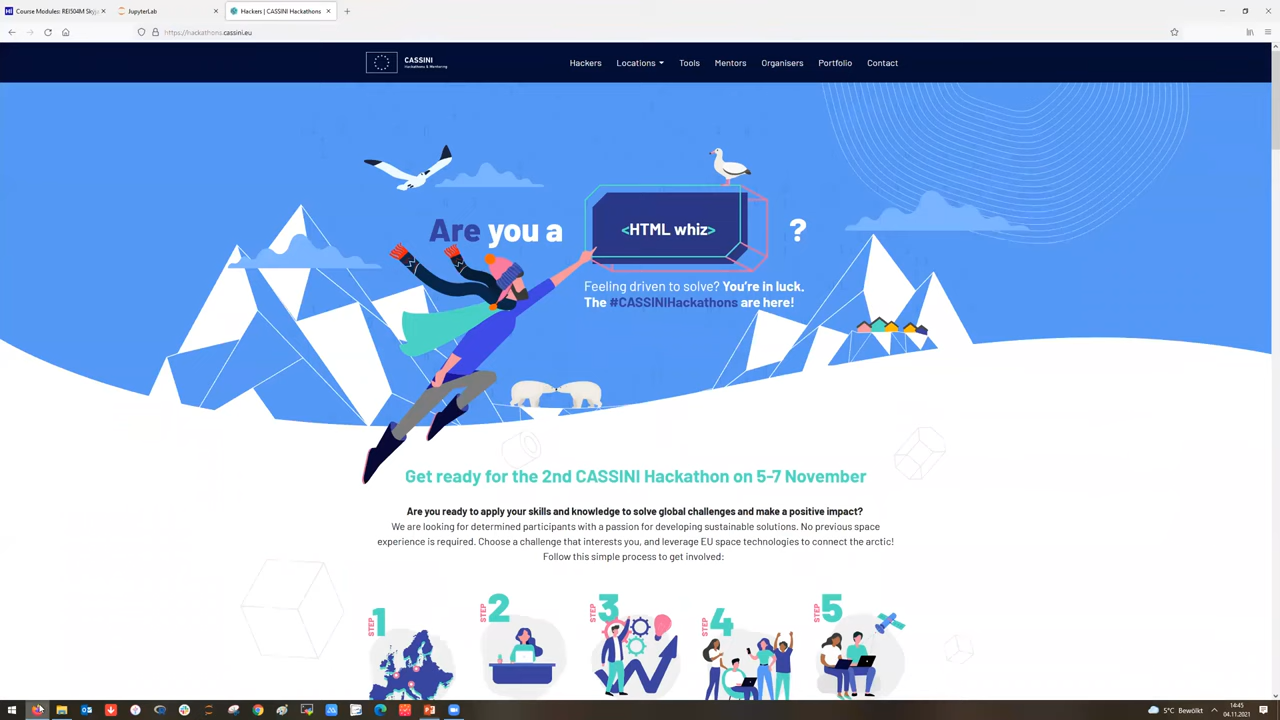 Course Modules: REI504M Skýja
JupyterLab
Hackers | CASSINI Hackathons
https://hackathons.cassini.eu
CASSINI
Hackathons & Mentoring
Hackers
Locations
Tools
Mentors
Organisers
Portfolio
Contact
Are you a <HTML whiz> ?
Feeling driven to solve? You're in luck.
The #CASSINIHackathons are here!
Get ready for the 2nd CASSINI Hackathon on 5-7 November
Are you ready to apply your skills and knowledge to solve global challenges and make a positive impact?
We are looking for determined participants with a passion for developing sustainable solutions. No previous space
experience is required. Choose a challenge that interests you, and leverage EU space technologies to connect the arctic!
Follow this simple process to get involved:
STEP 1
STEP 2
STEP 3
STEP 4
STEP 5
5°C Bewölkt
14:45
04.11.2021